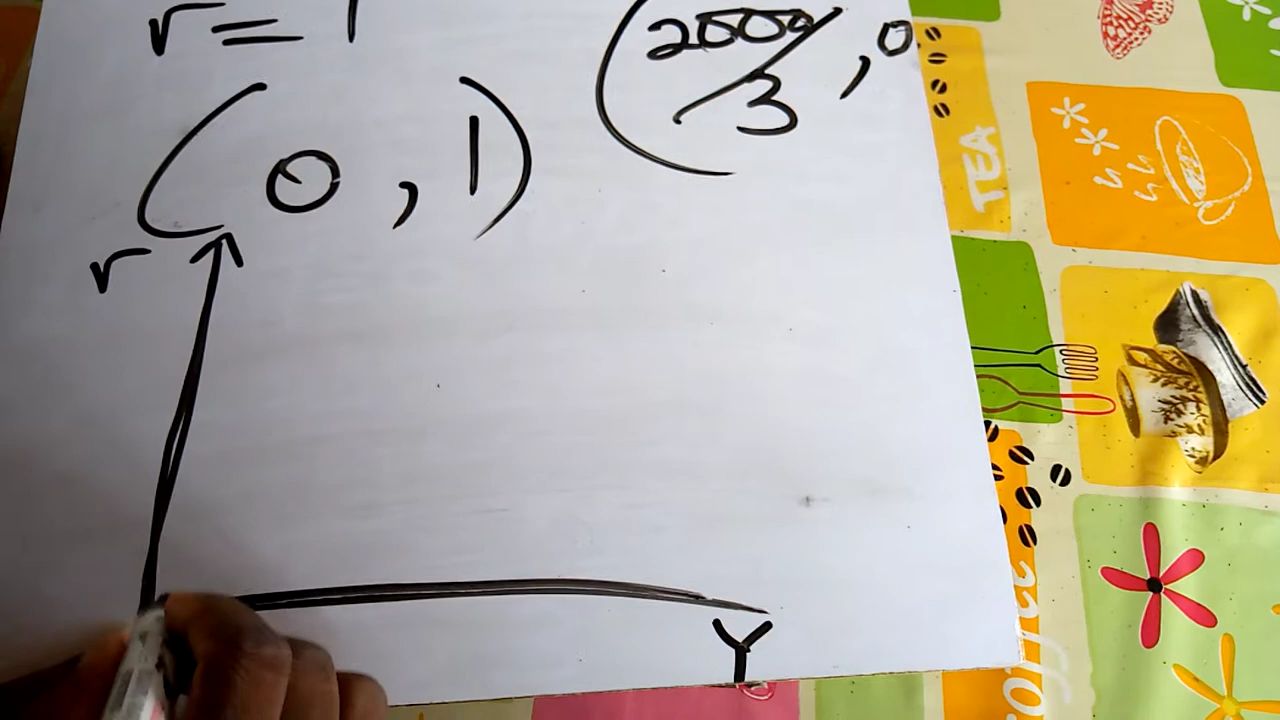 r = 1
(0, 1)
(2000/3, 0
r
Y
TEA